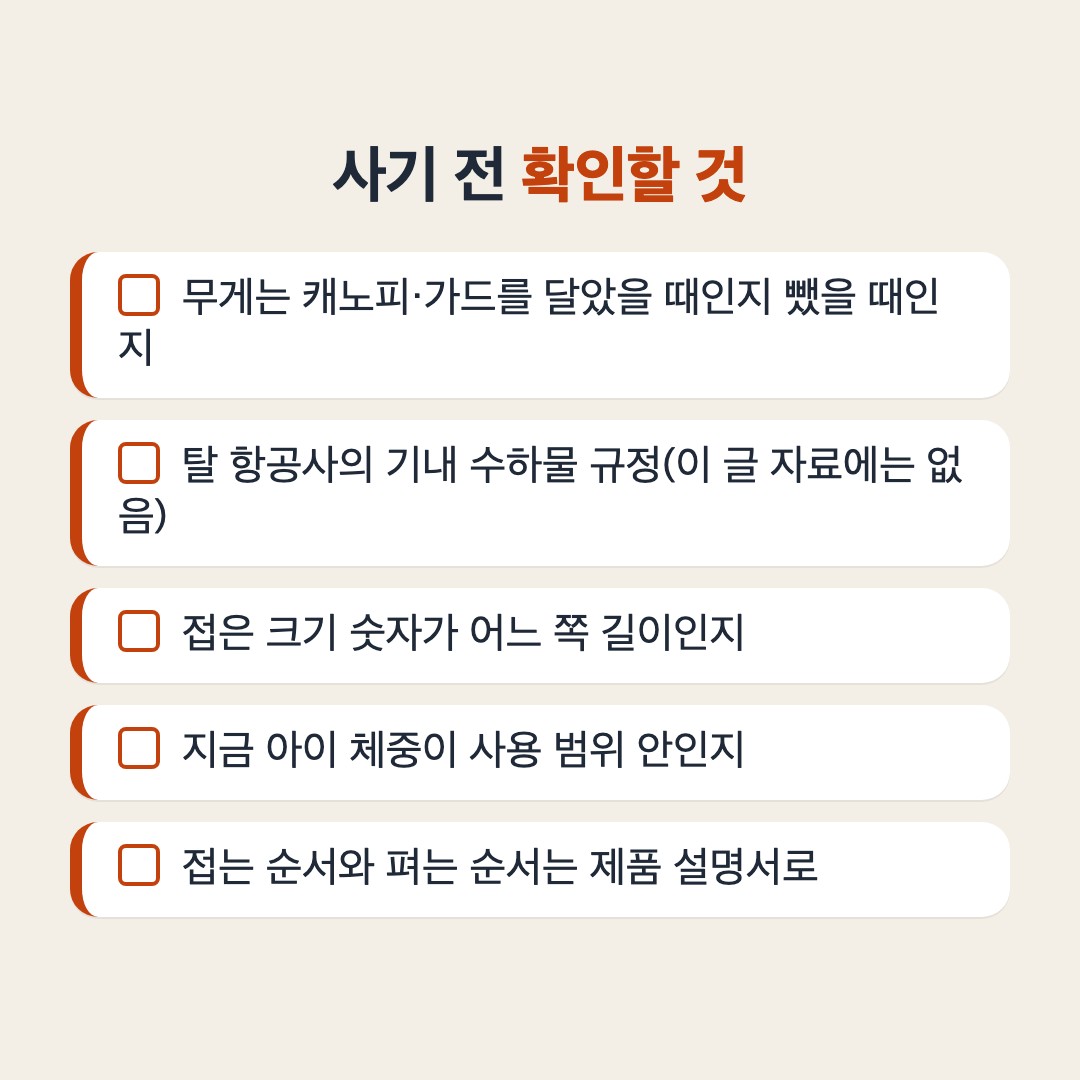 사기 전 확인할 것
무게는 캐노피·가드를 달았을 때인지 뺐을 때인
지
탈 항공사의 기내 수하물 규정(이 글 자료에는 없
음)
접은 크기 숫자가 어느 쪽 길이인지
지금 아이 체중이 사용 범위 안인지
접는 순서와 펴는 순서는 제품 설명서로